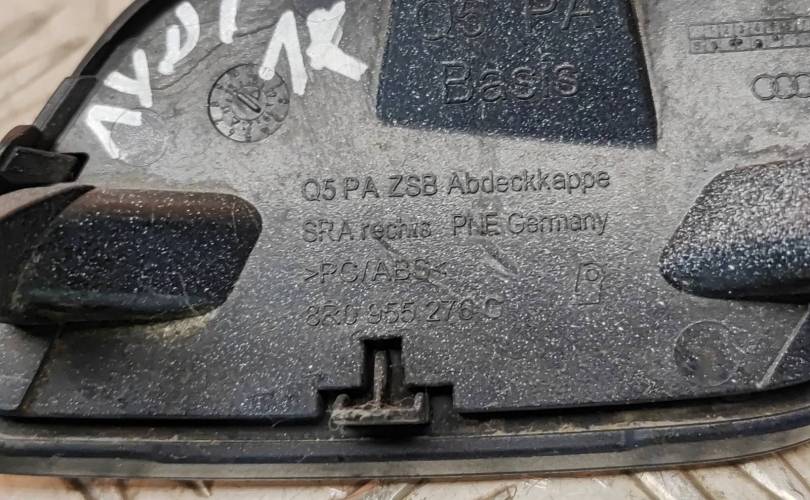 Q5 PA
Basis
Q5 PA ZSB Abdeckkappe
SRA rechts PNE Germany
>PC/ABS<
8R0 955 276 C